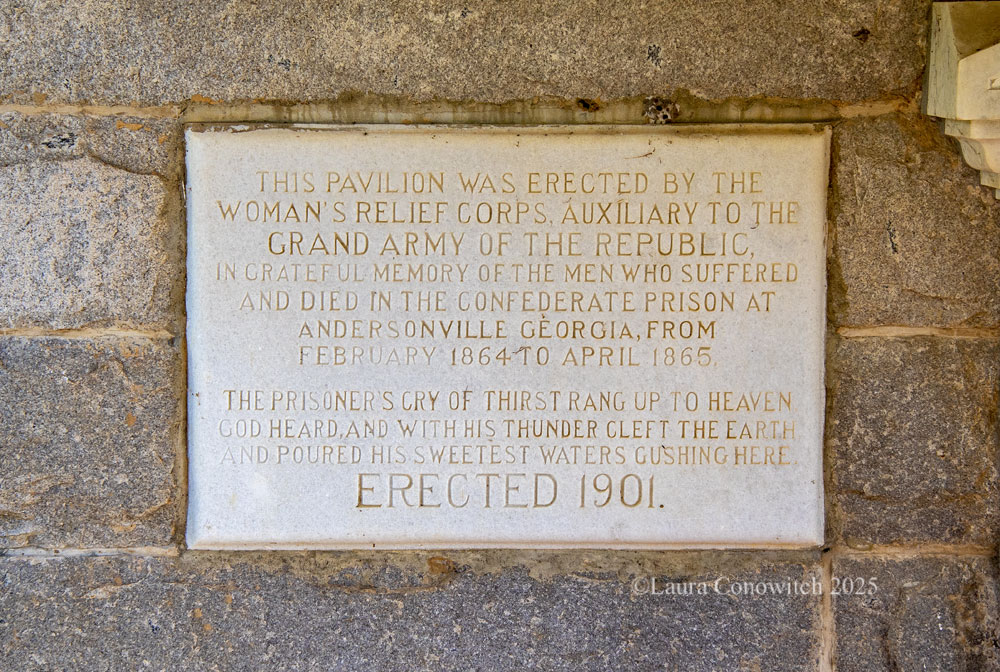 THIS PAVILION WAS ERECTED BY THE
WOMAN'S RELIEF CORPS, AUXILIARY TO THE
GRAND ARMY OF THE REPUBLIC,
IN GRATEFUL MEMORY OF THE MEN WHO SUFFERED
AND DIED IN THE CONFEDERATE PRISON AT
ANDERSONVILLE GEORGIA, FROM
FEBRUARY 1864 TO APRIL 1865.
THE PRISONER'S CRY OF THIRST RANG UP TO HEAVEN
GOD HEARD, AND WITH HIS THUNDER CLEFT THE EARTH
AND POURED HIS SWEETEST WATERS GUSHING HERE.
ERECTED 1901.
©Laura Conowitch 2025